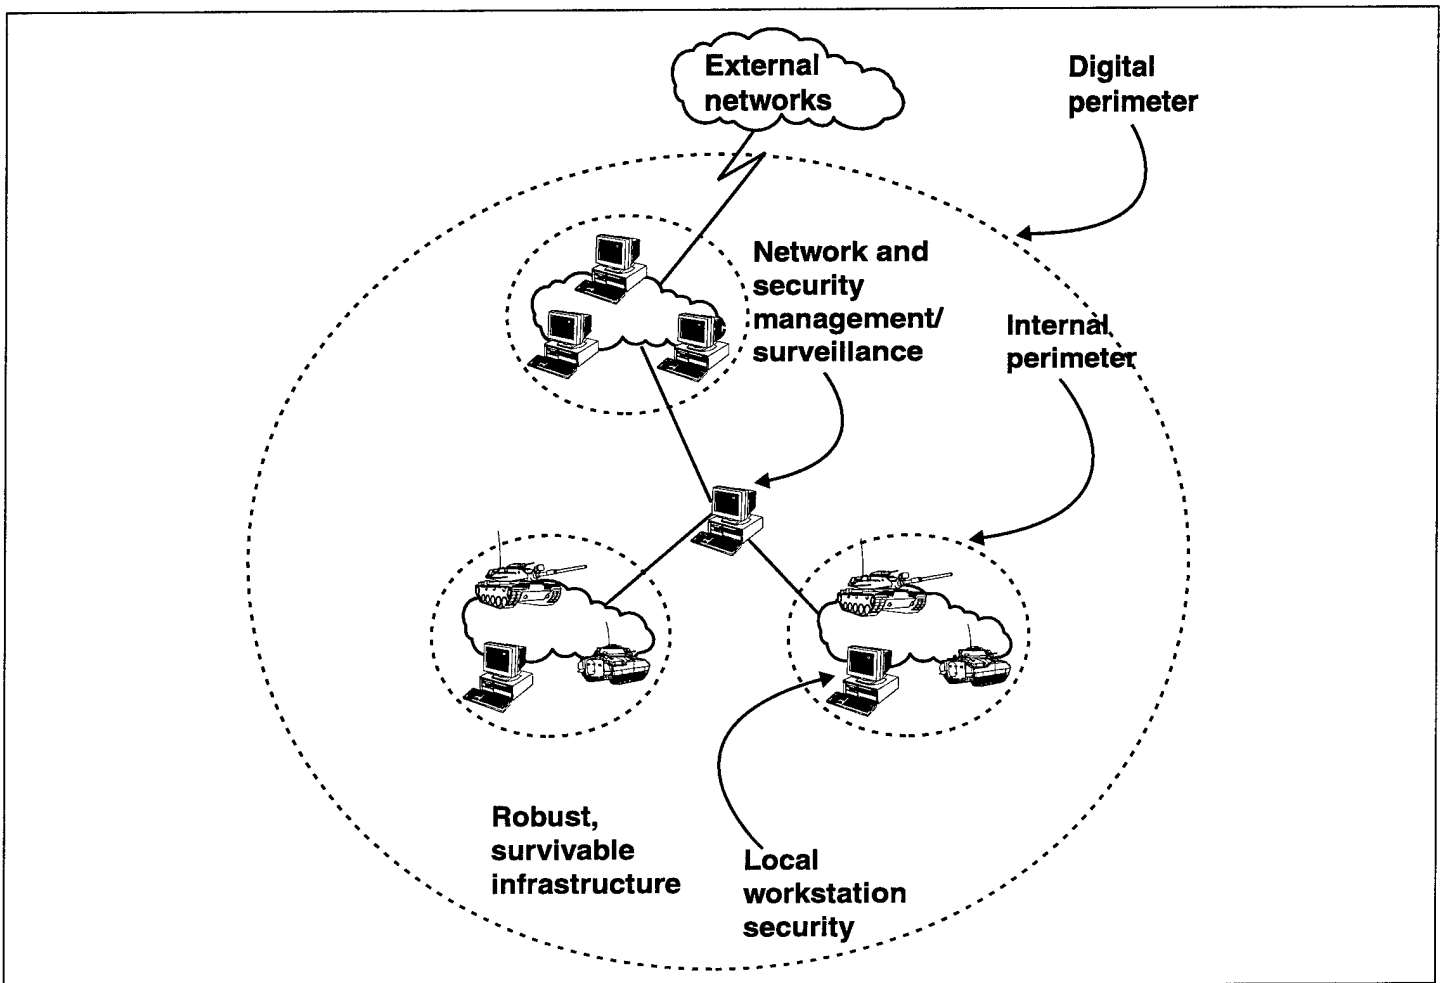 External
networks
Digital
perimeter
Network and
security
management/
surveillance
Internal
perimeter
Robust,
survivable
infrastructure
Local
workstation
security